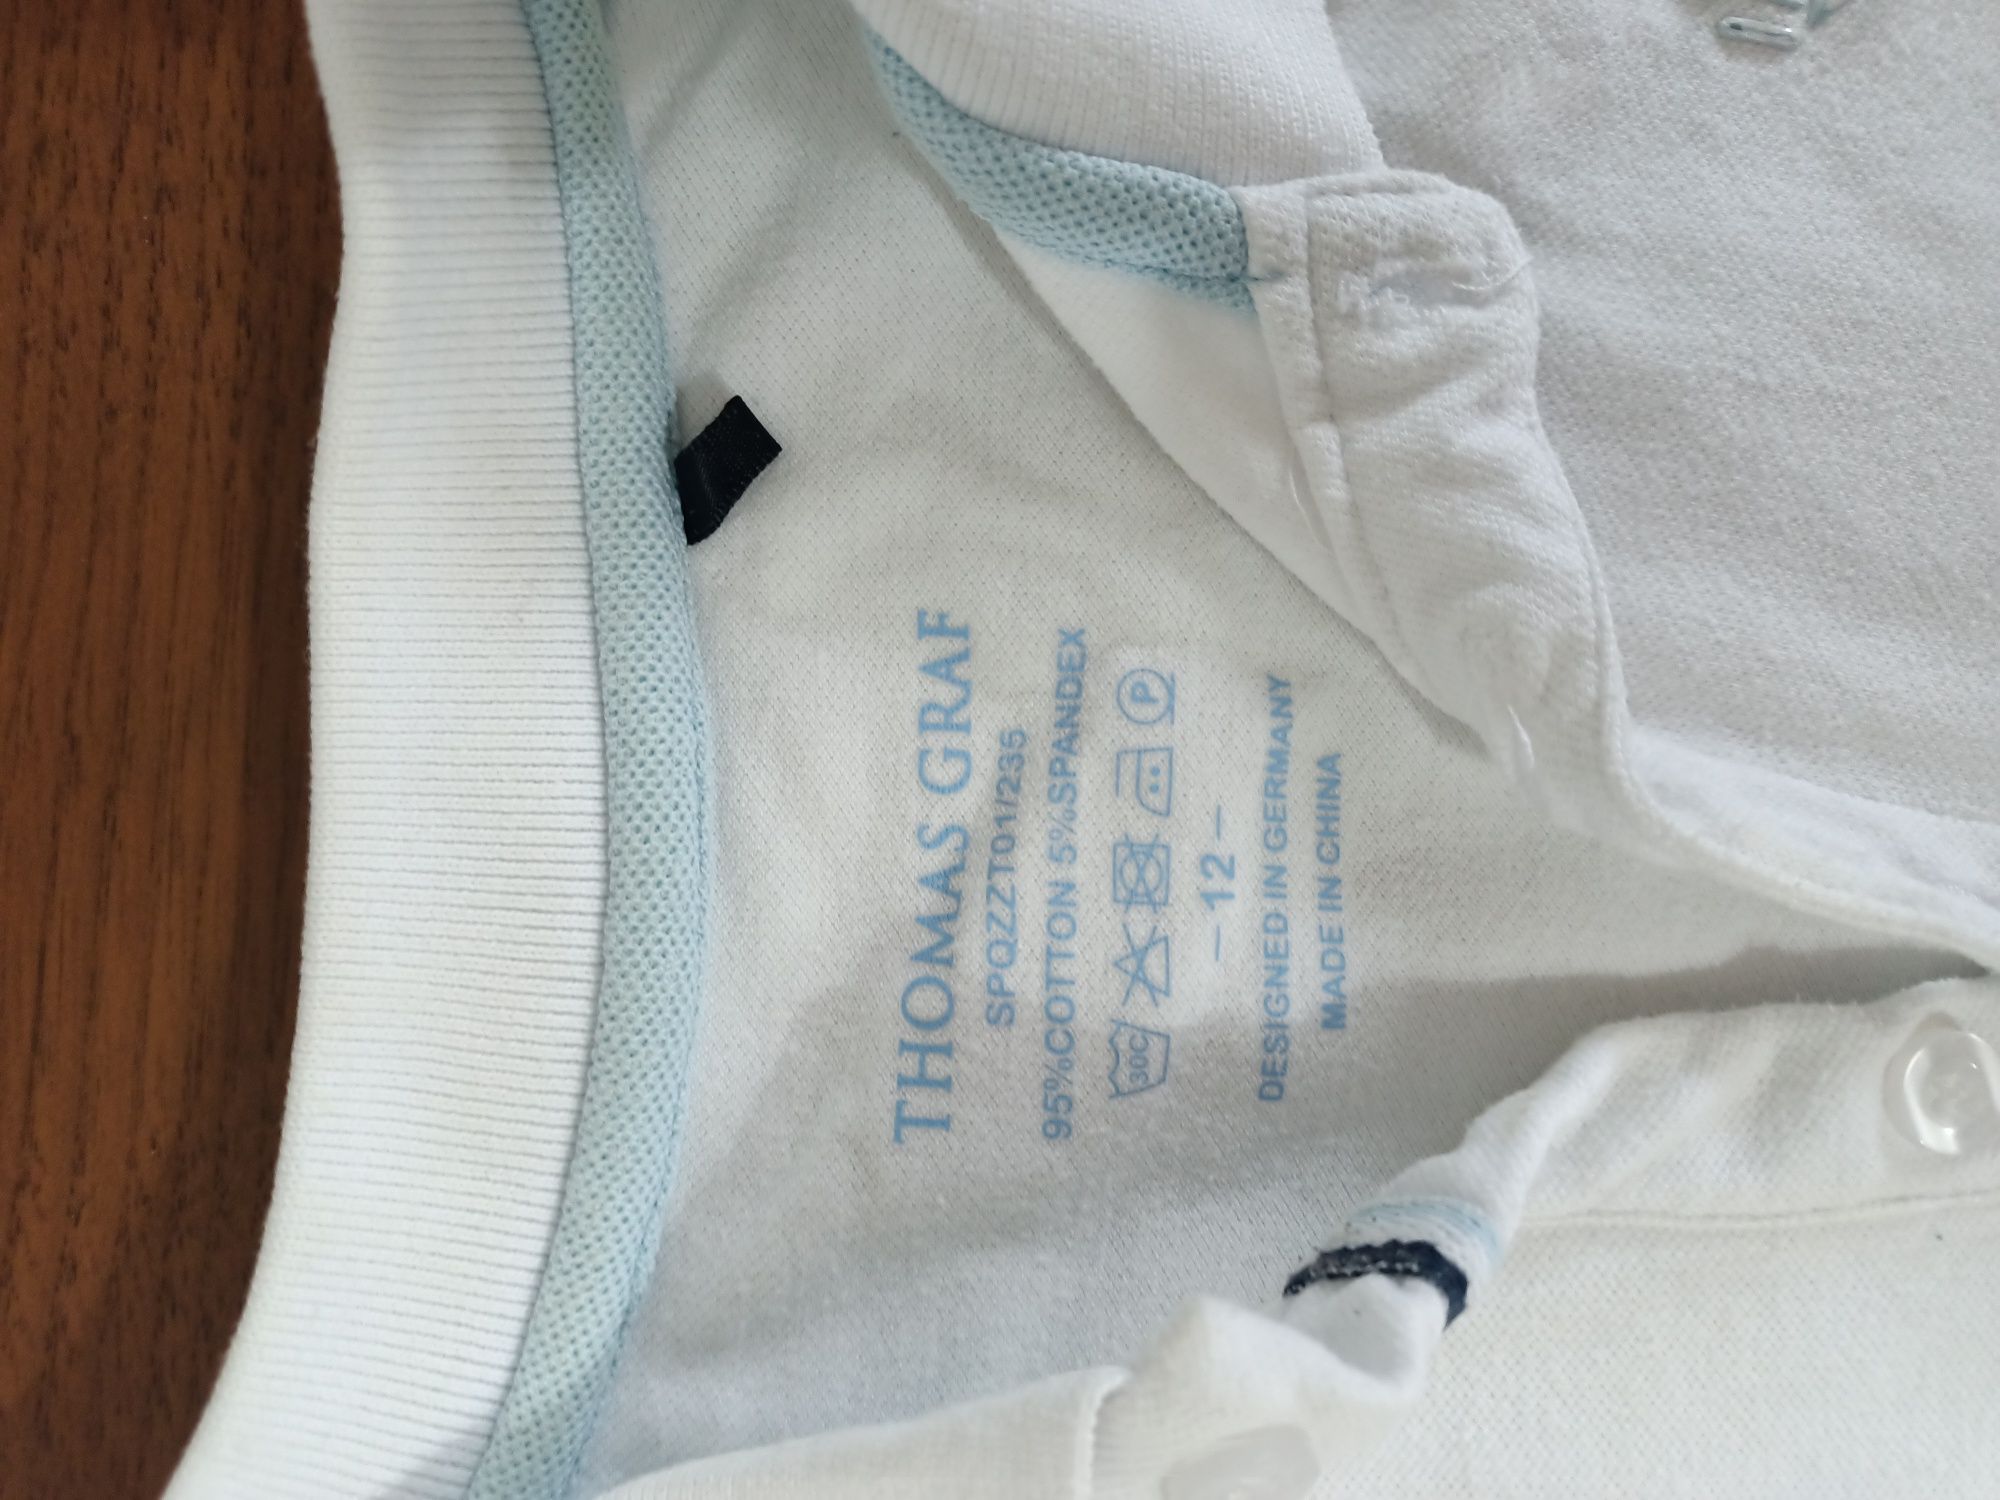 THOMAS GRAF
SPQZZT01/235
95%COTTON 5%SPANDEX
30C P
–12–
DESIGNED IN GERMANY
MADE IN CHINA